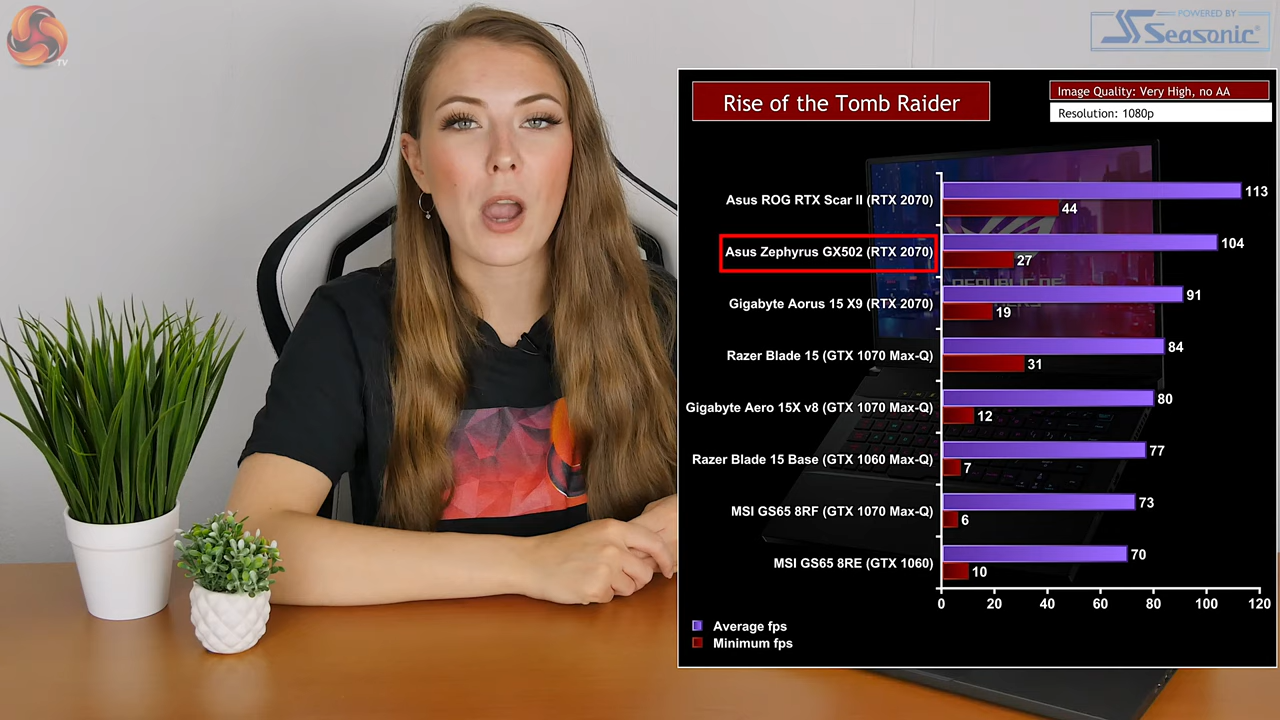 TV
POWERED BY
Seasonic
Rise of the Tomb Raider
Image Quality: Very High, no AA
Resolution: 1080p
Asus ROG RTX Scar II (RTX 2070)
113
44
Asus Zephyrus GX502 (RTX 2070)
104
27
REPUBLIC OF
Gigabyte Aorus 15 X9 (RTX 2070)
91
19
Razer Blade 15 (GTX 1070 Max-Q)
84
31
Gigabyte Aero 15X v8 (GTX 1070 Max-Q)
80
12
Razer Blade 15 Base (GTX 1060 Max-Q)
77
7
MSI GS65 8RF (GTX 1070 Max-Q)
73
6
MSI GS65 8RE (GTX 1060)
70
10
0 20 40 60 80 100 120
Average fps
Minimum fps